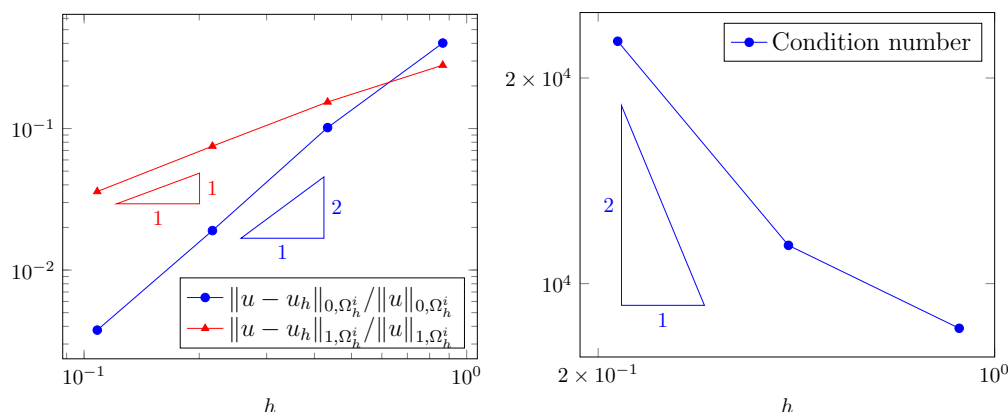 10^{-1}
10^{-2}
1
1
2
1
‖u − u_h‖_{0,Ω_h^i}/‖u‖_{0,Ω_h^i}
‖u − u_h‖_{1,Ω_h^i}/‖u‖_{1,Ω_h^i}
10^{-1}
10^0
h
Condition number
2 × 10^4
10^4
2
1
2 × 10^{-1}
10^0
h